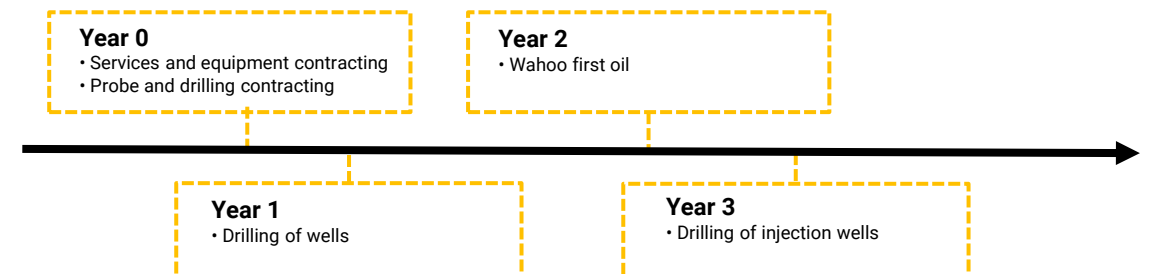 Year 0
• Services and equipment contracting
• Probe and drilling contracting
Year 2
• Wahoo first oil
Year 1
• Drilling of wells
Year 3
• Drilling of injection wells